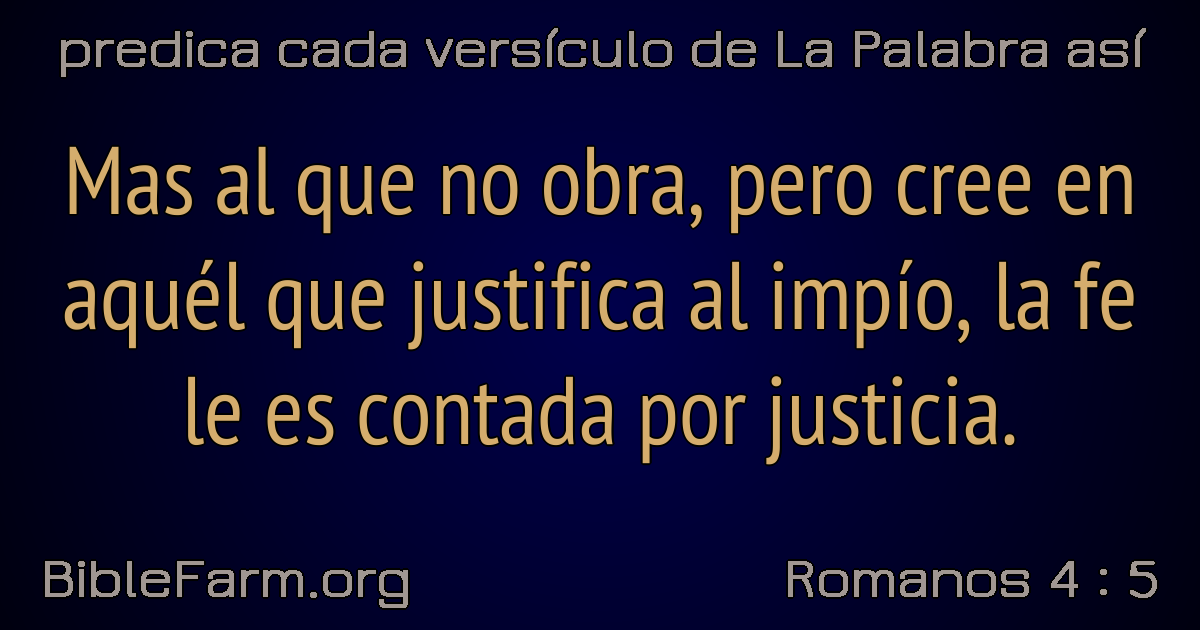 predica cada versículo de La Palabra así
Mas al que no obra, pero cree en
aquél que justifica al impío, la fe
le es contada por justicia.
BibleFarm.org
Romanos 4 : 5